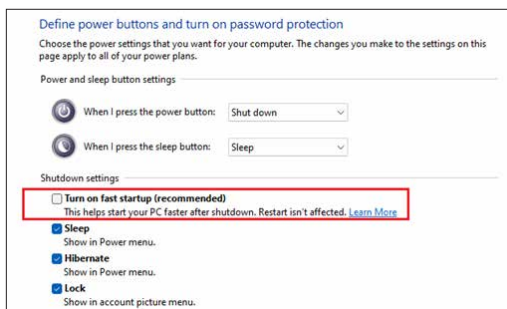 Define power buttons and turn on password protection
Choose the power settings that you want for your computer. The changes you make to the settings on this
page apply to all of your power plans.
Power and sleep button settings
When I press the power button: Shut down
When I press the sleep button: Sleep
Shutdown settings
Turn on fast startup (recommended)
This helps start your PC faster after shutdown. Restart isn't affected. Learn More
Sleep
Show in Power menu.
Hibernate
Show in Power menu.
Lock
Show in account picture menu.